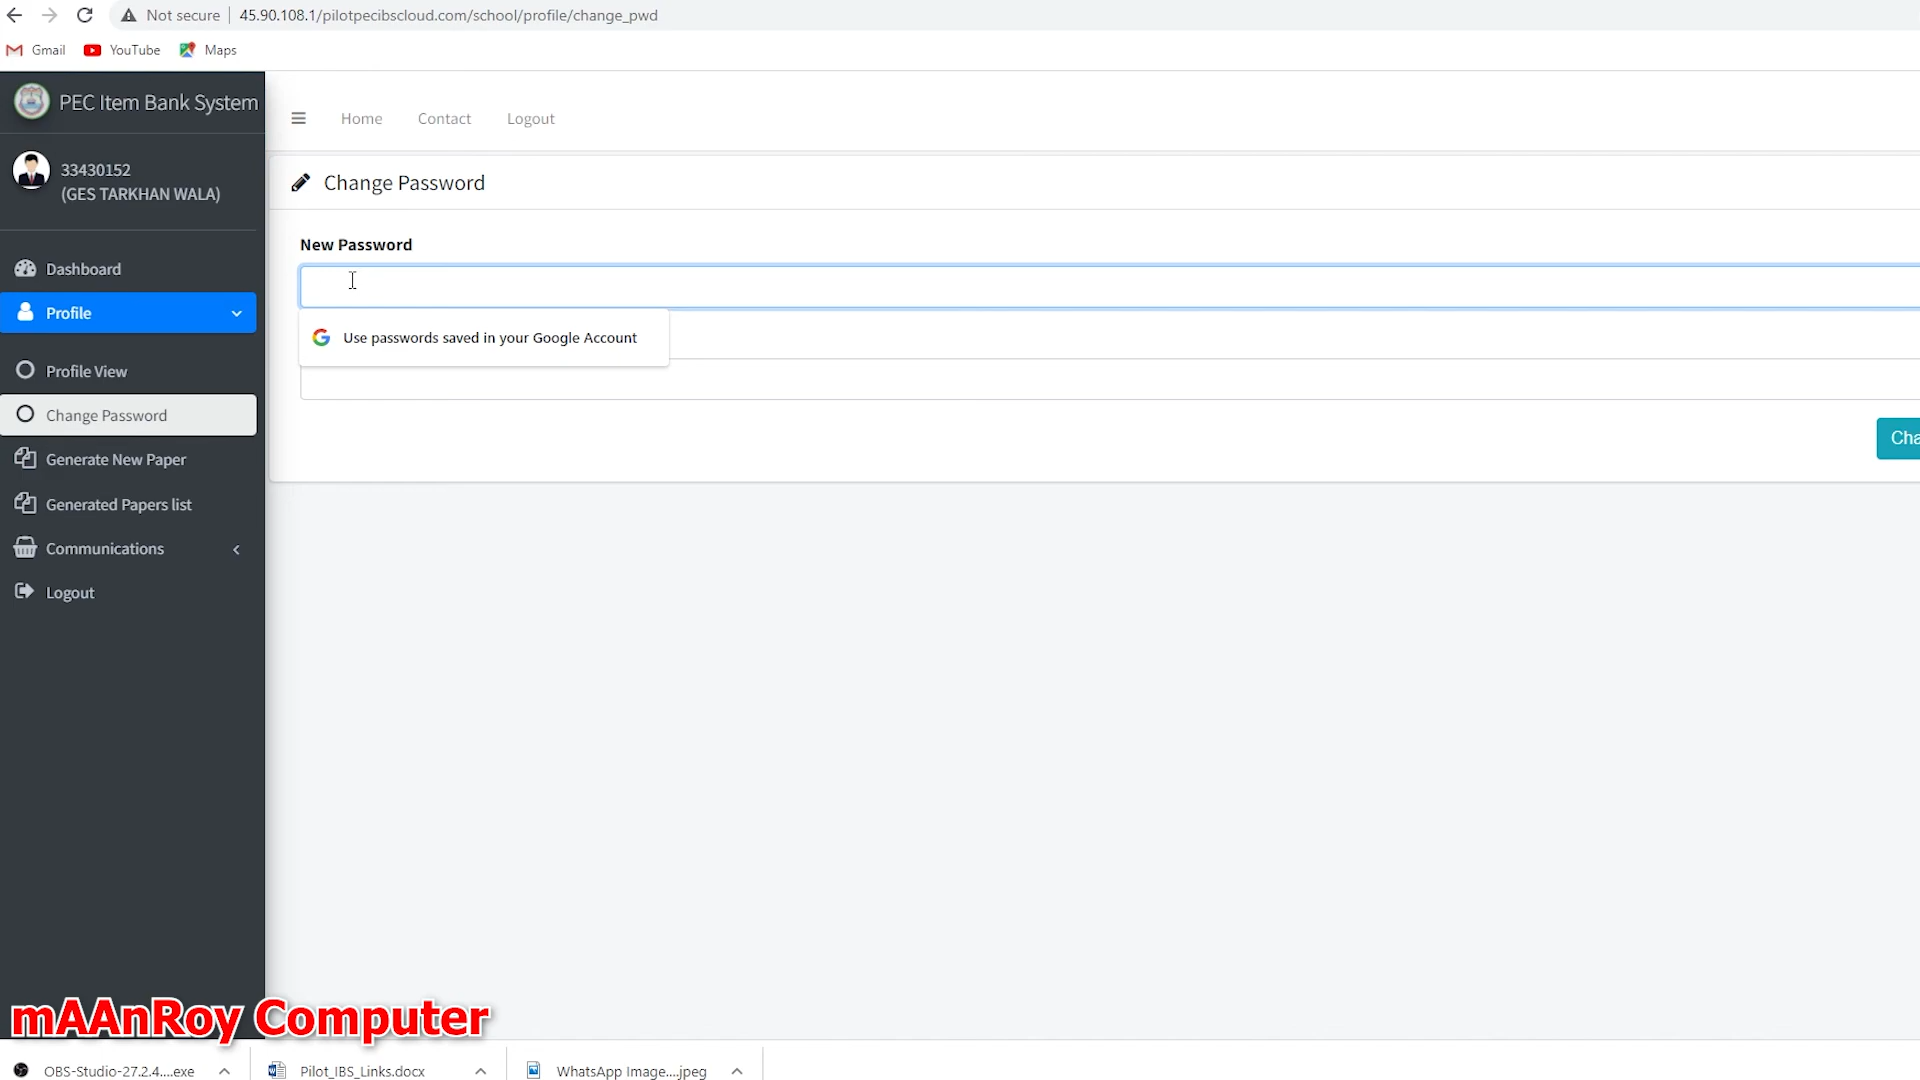 Not secure
45.90.108.1/pilotpecibscloud.com/school/profile/change_pwd
Gmail
YouTube
Maps
PEC Item Bank System
33430152
(GES TARKHAN WALA)
Home
Contact
Logout
Change Password
New Password
Use passwords saved in your Google Account
Cha
Dashboard
Profile
Profile View
Change Password
Generate New Paper
Generated Papers list
Communications
Logout
mAAnRoy Computer
OBS-Studio-27.2.4....exe
Pilot_IBS_Links.docx
WhatsApp Image....jpeg